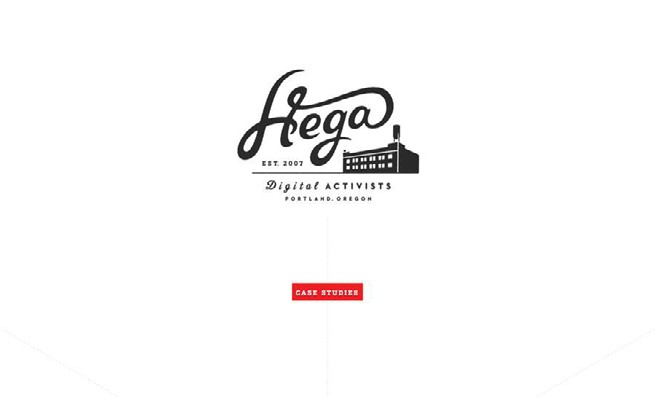 Hega
EST. 2007
Digital ACTIVISTS
PORTLAND, OREGON
CASE STUDIES